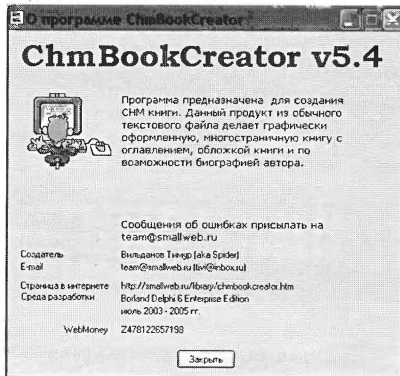 О программе ChmBookCreator
ChmBookCreator v5.4
Программа предназначена для создания
CHM книги. Данный продукт из обычного
текстового файла делает графически
оформленную, многостраничную книгу с
оглавлением, обложкой книги и по
возможности биографией автора.
Сообщения об ошибках присылать на
team@smallweb.ru
Создатель Вильданов Тимур (aka Spider)
E-mail team@smallweb.ru (tivi@inbox.ru)
Страница в интернете http://smallweb.ru/library/chmbookcreator.htm
Среда разработки Borland Delphi 6 Enterprise Edition
июль 2003 - 2005 гг.
WebMoney Z478122657198
Закрыть